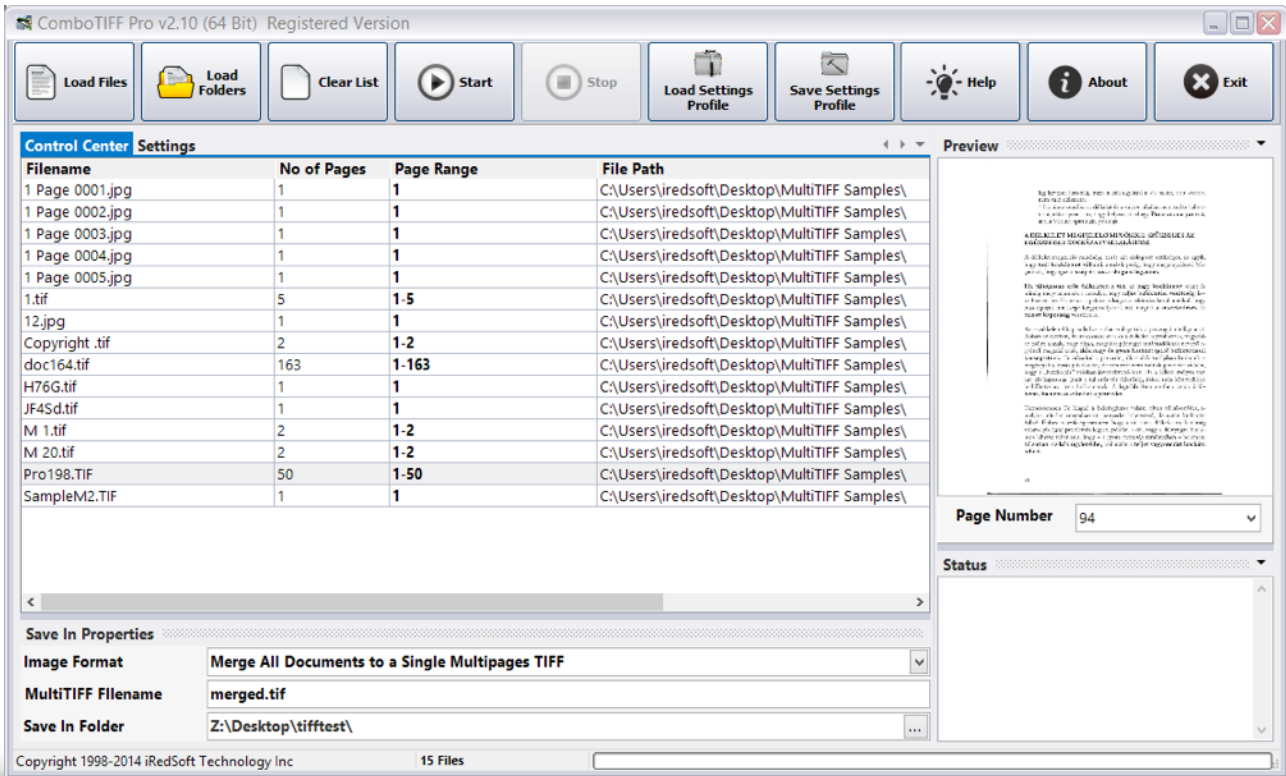 ComboTIFF Pro v2.10 (64 Bit) Registered Version
Load Files
Load Folders
Clear List
Start
Stop
Load Settings Profile
Save Settings Profile
Help
About
Exit
Control Center Settings
Filename No of Pages Page Range File Path
1 Page 0001.jpg 1 1 C:\Users\iredsoft\Desktop\MultiTIFF Samples\
1 Page 0002.jpg 1 1 C:\Users\iredsoft\Desktop\MultiTIFF Samples\
1 Page 0003.jpg 1 1 C:\Users\iredsoft\Desktop\MultiTIFF Samples\
1 Page 0004.jpg 1 1 C:\Users\iredsoft\Desktop\MultiTIFF Samples\
1 Page 0005.jpg 1 1 C:\Users\iredsoft\Desktop\MultiTIFF Samples\
1.tif 5 1-5 C:\Users\iredsoft\Desktop\MultiTIFF Samples\
12.jpg 1 1 C:\Users\iredsoft\Desktop\MultiTIFF Samples\
Copyright .tif 2 1-2 C:\Users\iredsoft\Desktop\MultiTIFF Samples\
doc164.tif 163 1-163 C:\Users\iredsoft\Desktop\MultiTIFF Samples\
H76G.tif 1 1 C:\Users\iredsoft\Desktop\MultiTIFF Samples\
JF4Sd.tif 1 1 C:\Users\iredsoft\Desktop\MultiTIFF Samples\
M 1.tif 2 1-2 C:\Users\iredsoft\Desktop\MultiTIFF Samples\
M 20.tif 2 1-2 C:\Users\iredsoft\Desktop\MultiTIFF Samples\
Pro198.TIF 50 1-50 C:\Users\iredsoft\Desktop\MultiTIFF Samples\
SampleM2.TIF 1 1 C:\Users\iredsoft\Desktop\MultiTIFF Samples\
Preview
Page Number 94
Status
Save In Properties
Image Format Merge All Documents to a Single Multipages TIFF
MultiTIFF FIlename merged.tif
Save In Folder Z:\Desktop\tifftest\ ...
Copyright 1998-2014 iRedSoft Technology Inc 15 Files